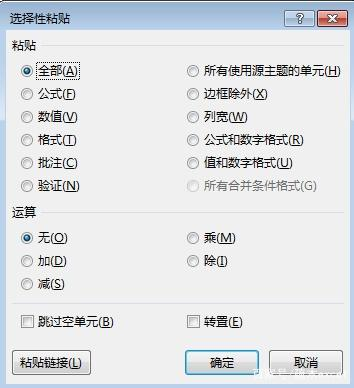 选择性粘贴
粘贴
全部(A)
所有使用源主题的单元(H)
公式(F)
边框除外(X)
数值(V)
列宽(W)
格式(T)
公式和数字格式(R)
批注(C)
值和数字格式(U)
验证(N)
所有合并条件格式(G)
运算
无(O)
乘(M)
加(D)
除(I)
减(S)
跳过空单元(B)
转置(E)
粘贴链接(L)
确定
取消